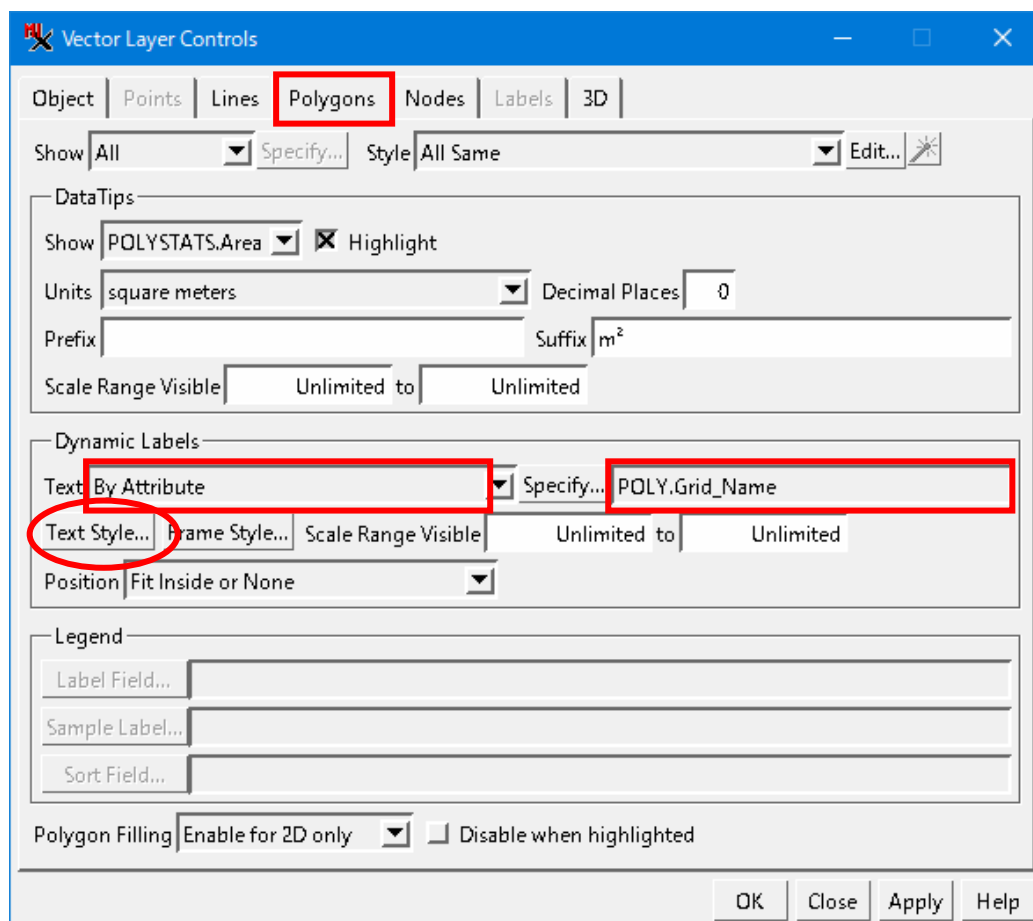 Vector Layer Controls
Object Points Lines Polygons Nodes Labels 3D
Show All Specify... Style All Same Edit...
DataTips
Show POLYSTATS.Area Highlight
Units square meters Decimal Places 0
Prefix Suffix m²
Scale Range Visible Unlimited to Unlimited
Dynamic Labels
Text By Attribute Specify... POLY.Grid_Name
Text Style... Frame Style... Scale Range Visible Unlimited to Unlimited
Position Fit Inside or None
Legend
Label Field...
Sample Label...
Sort Field...
Polygon Filling Enable for 2D only Disable when highlighted
OK Close Apply Help